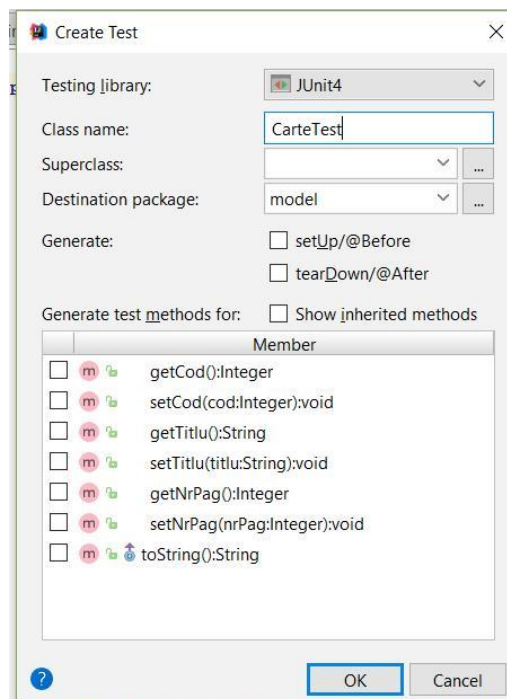 Create Test
Testing library:
JUnit4
Class name:
CarteTest
Superclass:
...
Destination package:
model
...
Generate:
setUp/@Before
tearDown/@After
Generate test methods for:
Show inherited methods
Member
m getCod():Integer
m setCod(cod:Integer):void
m getTitlu():String
m setTitlu(titlu:String):void
m getNrPag():Integer
m setNrPag(nrPag:Integer):void
m toString():String
?
OK
Cancel